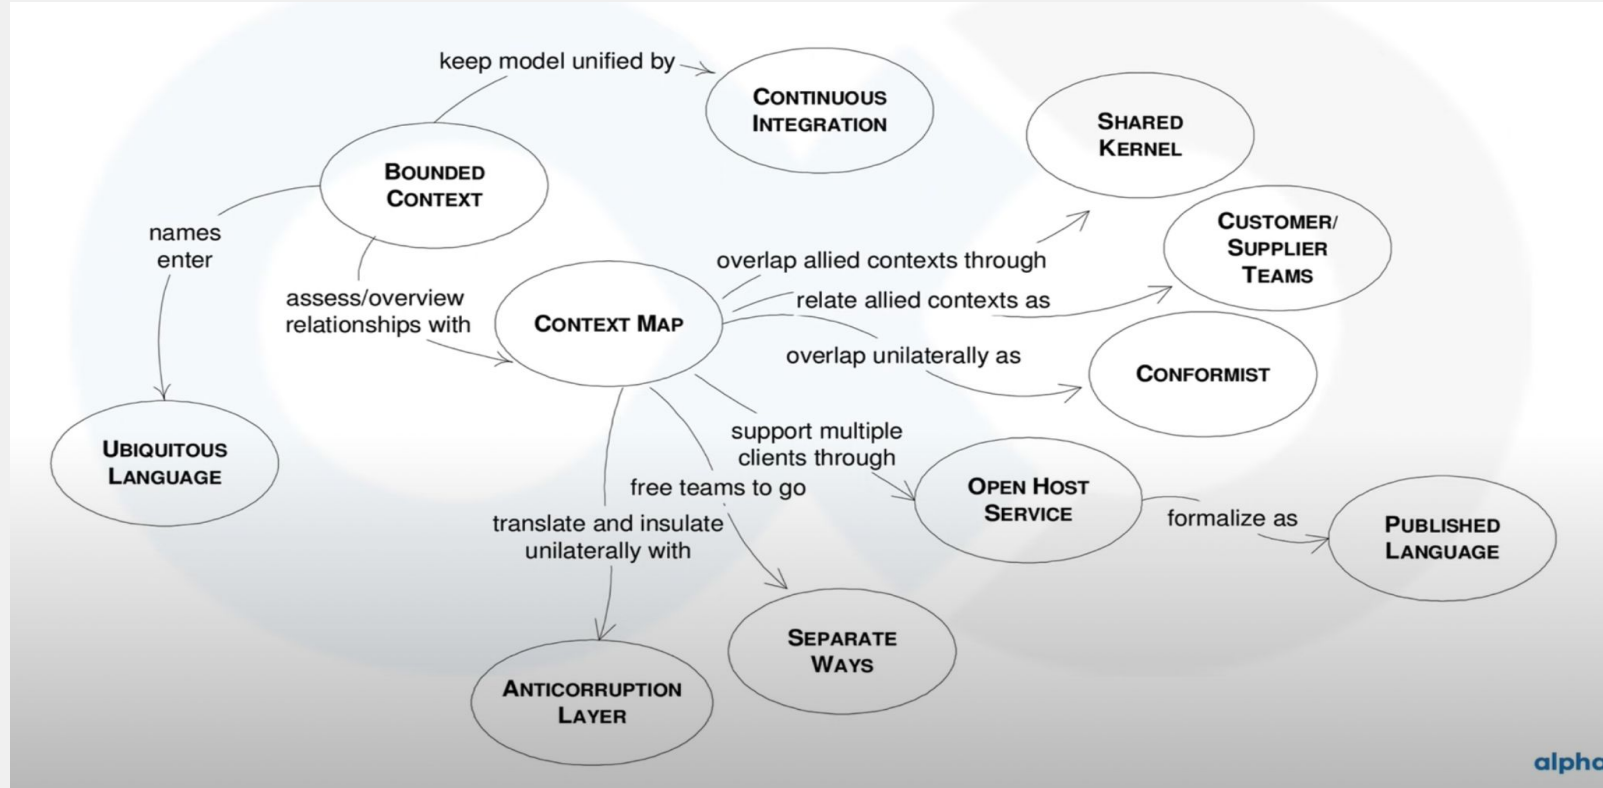 keep model unified by
CONTINUOUS
INTEGRATION
SHARED
KERNEL
BOUNDED
CONTEXT
CUSTOMER/
SUPPLIER
TEAMS
names
enter
overlap allied contexts through
assess/overview
relationships with
relate allied contexts as
CONTEXT MAP
overlap unilaterally as
CONFORMIST
UBIQUITOUS
LANGUAGE
support multiple
clients through
free teams to go
OPEN HOST
SERVICE
formalize as
PUBLISHED
LANGUAGE
translate and insulate
unilaterally with
SEPARATE
WAYS
ANTICORRUPTION
LAYER